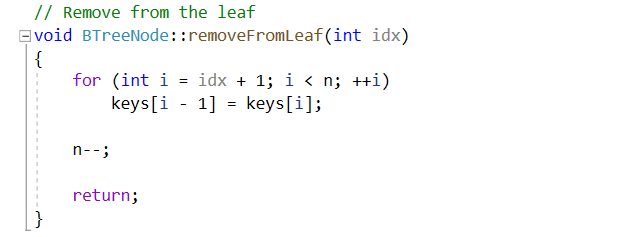 // Remove from the leaf
void BTreeNode::removeFromLeaf(int idx)
{
for (int i = idx + 1; i < n; ++i)
keys[i - 1] = keys[i];
n--;
return;
}